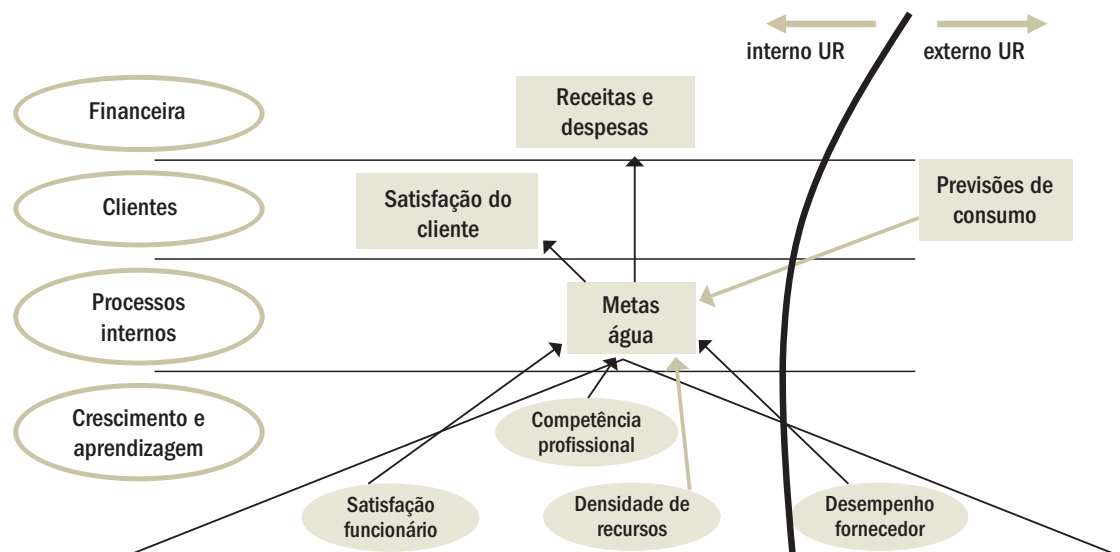 interno UR
externo UR
Financeira
Receitas e
despesas
Clientes
Satisfação do
cliente
Previsões de
consumo
Processos
internos
Metas
água
Crescimento e
aprendizagem
Competência
profissional
Satisfação
funcionário
Densidade de
recursos
Desempenho
fornecedor